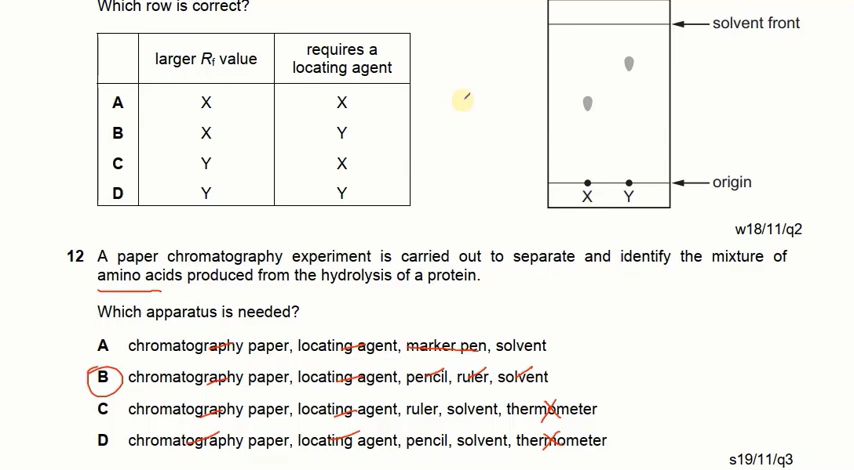 Which row is correct?
larger Rf value
requires a locating agent
A X X
B X Y
C Y X
D Y Y
solvent front
origin
X Y
w18/11/q2
12 A paper chromatography experiment is carried out to separate and identify the mixture of
amino acids produced from the hydrolysis of a protein.
Which apparatus is needed?
A chromatography paper, locating agent, marker pen, solvent
B chromatography paper, locating agent, pencil, ruler, solvent
C chromatography paper, locating agent, ruler, solvent, thermometer
D chromatography paper, locating agent, pencil, solvent, thermometer
s19/11/q3